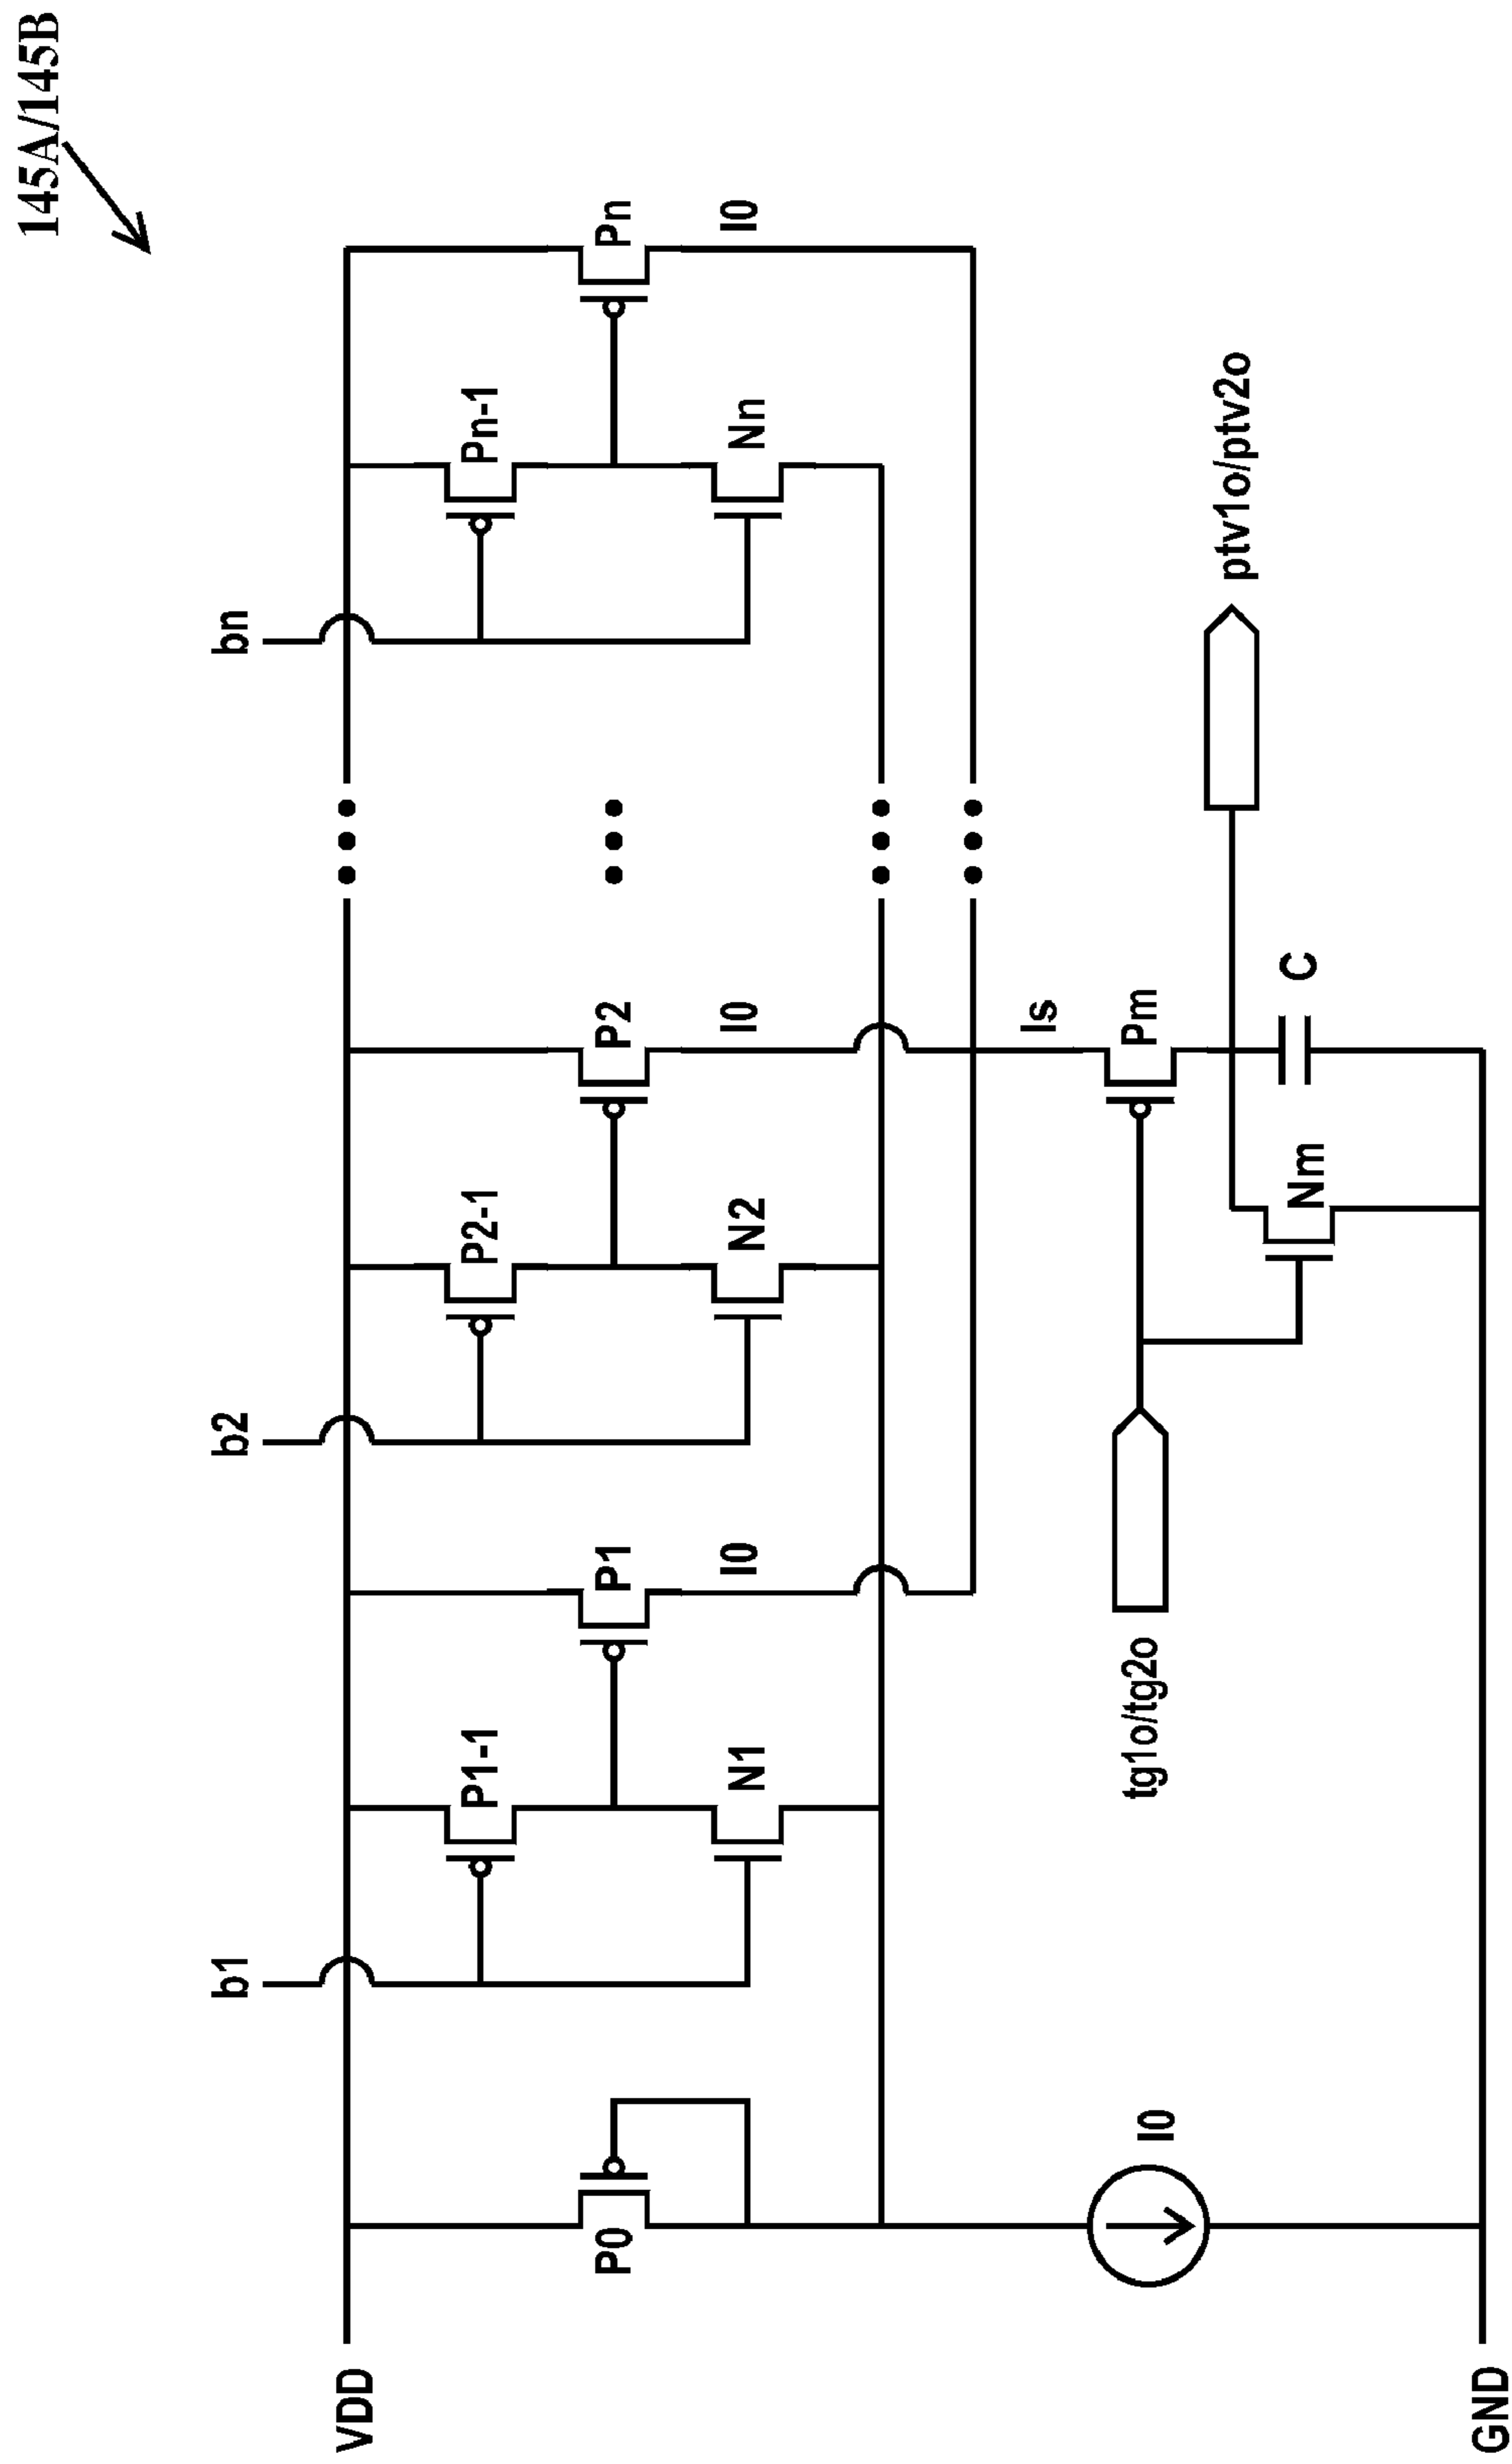 145A/145B
b1
b2
bn
VDD
P0
P1-1
P1
P2-1
P2
Pn-1
Pn
N1
I0
N2
I0
Nn
I0
Is
I0
tg1o/tg2o
Pm
Nm
C
ptv1o/ptv2o
GND